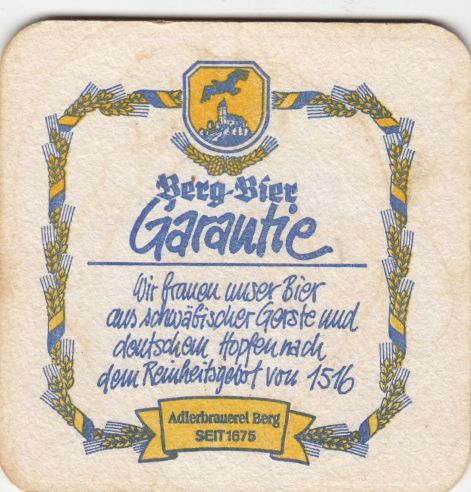 Berg-Bier
Garantie
Wir brauen unser Bier
aus schwäbischer Gerste und
deutschem Hopfen nach
dem Reinheitsgebot von 1516
Adlerbrauerei Berg
SEIT 1675